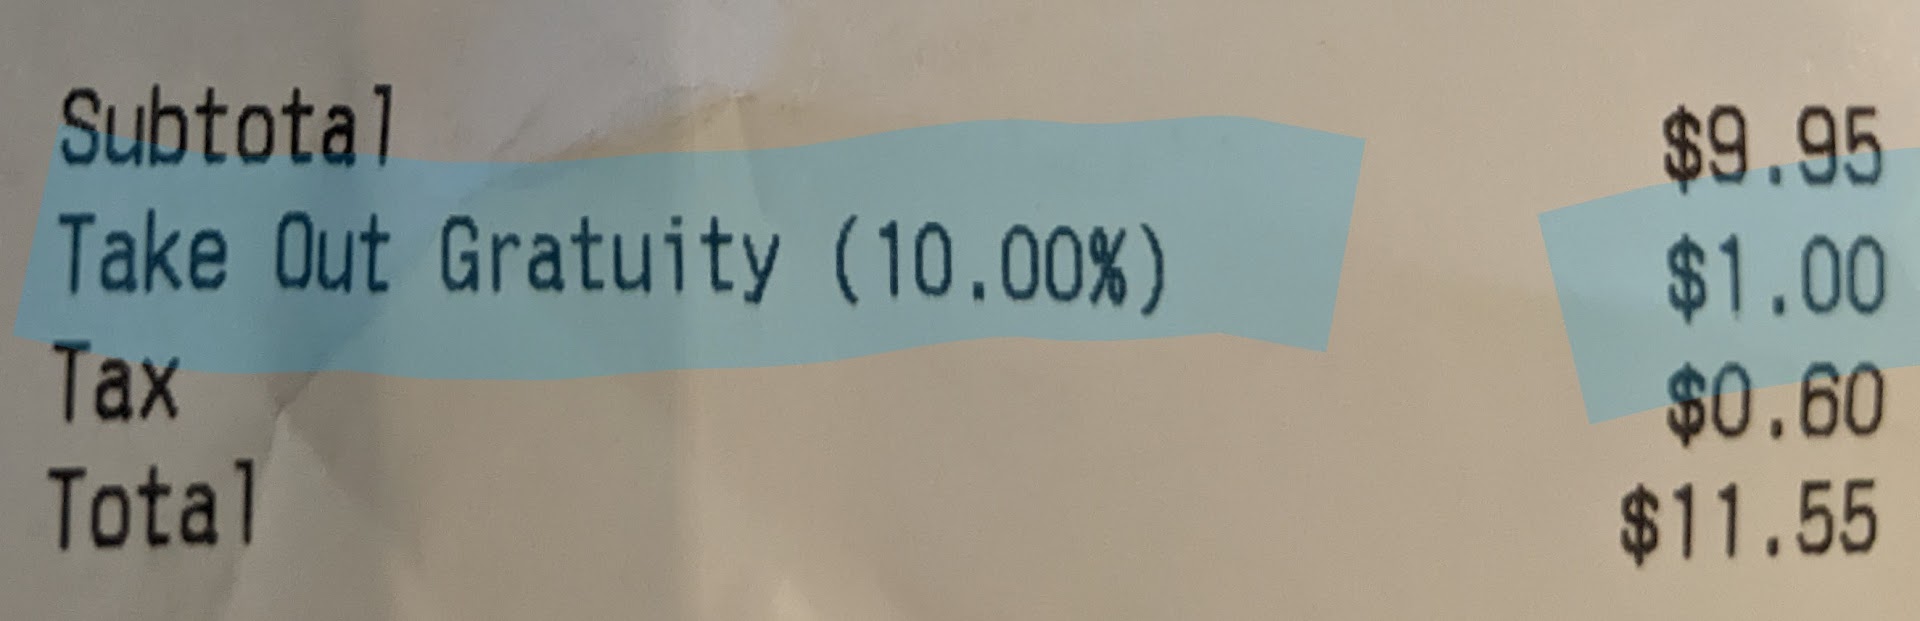 Subtotal $9.95
Take Out Gratuity (10.00%) $1.00
Tax $0.60
Total $11.55